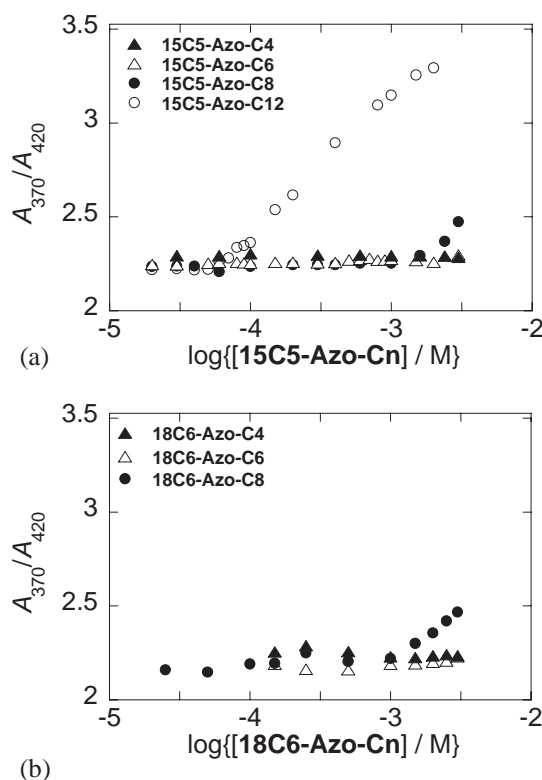 3.5
▲ 15C5-Azo-C4
△ 15C5-Azo-C6
● 15C5-Azo-C8
○ 15C5-Azo-C12
3
A370/A420
2.5
2
-5 -4 -3 -2
(a) log{[15C5-Azo-Cn] / M}
3.5
▲ 18C6-Azo-C4
△ 18C6-Azo-C6
● 18C6-Azo-C8
3
A370/A420
2.5
2
-5 -4 -3 -2
log{[18C6-Azo-Cn] / M}
(b)